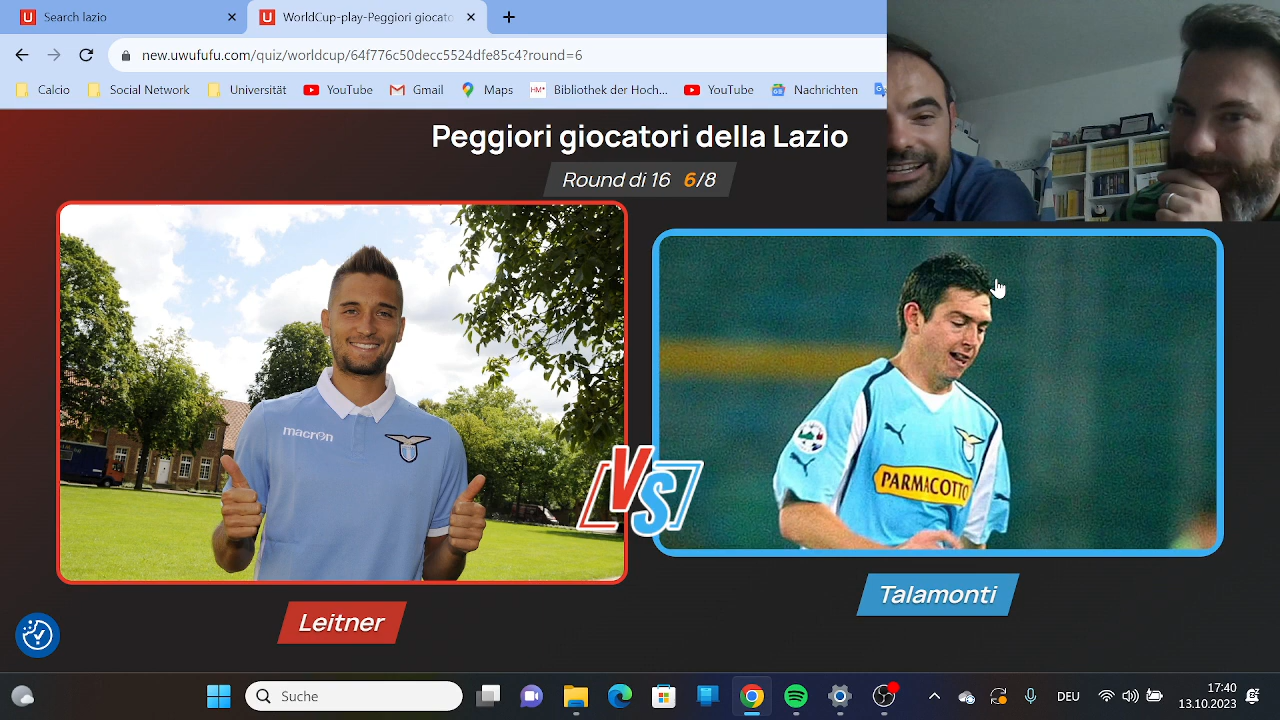 Search lazio
WorldCup-play-Peggiori giocato
new.uwufufu.com/quiz/worldcup/64f776c50decc5524dfe85c4?round=6
Calcio
Social Network
Universität
YouTube
Gmail
Maps
Bibliothek der Hoch...
YouTube
Nachrichten
Peggiori giocatori della Lazio
Round di 16 6/8
macron
PARMACOTTO
VS
Leitner
Talamonti
Suche
DEU
17:40
13.10.2023